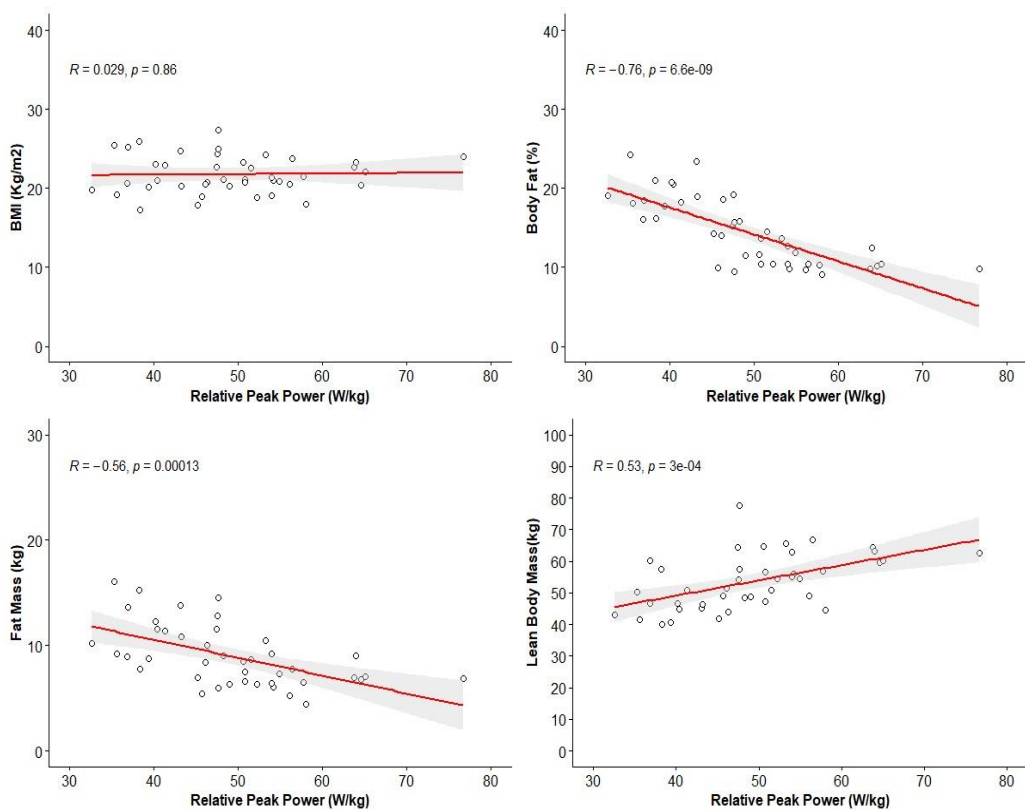 40
30
20
10
0
BMI (Kg/m2)
R = 0.029, p = 0.86
30 40 50 60 70 80
Relative Peak Power (W/kg)
40
30
20
10
0
Body Fat (%)
R = −0.76, p = 6.6e-09
30 40 50 60 70 80
Relative Peak Power (W/kg)
30
20
10
0
Fat Mass (kg)
R = −0.56, p = 0.00013
30 40 50 60 70 80
Relative Peak Power (W/kg)
100
90
80
70
60
50
40
30
20
10
0
Lean Body Mass(kg)
R = 0.53, p = 3e-04
30 40 50 60 70 80
Relative Peak Power (W/kg)